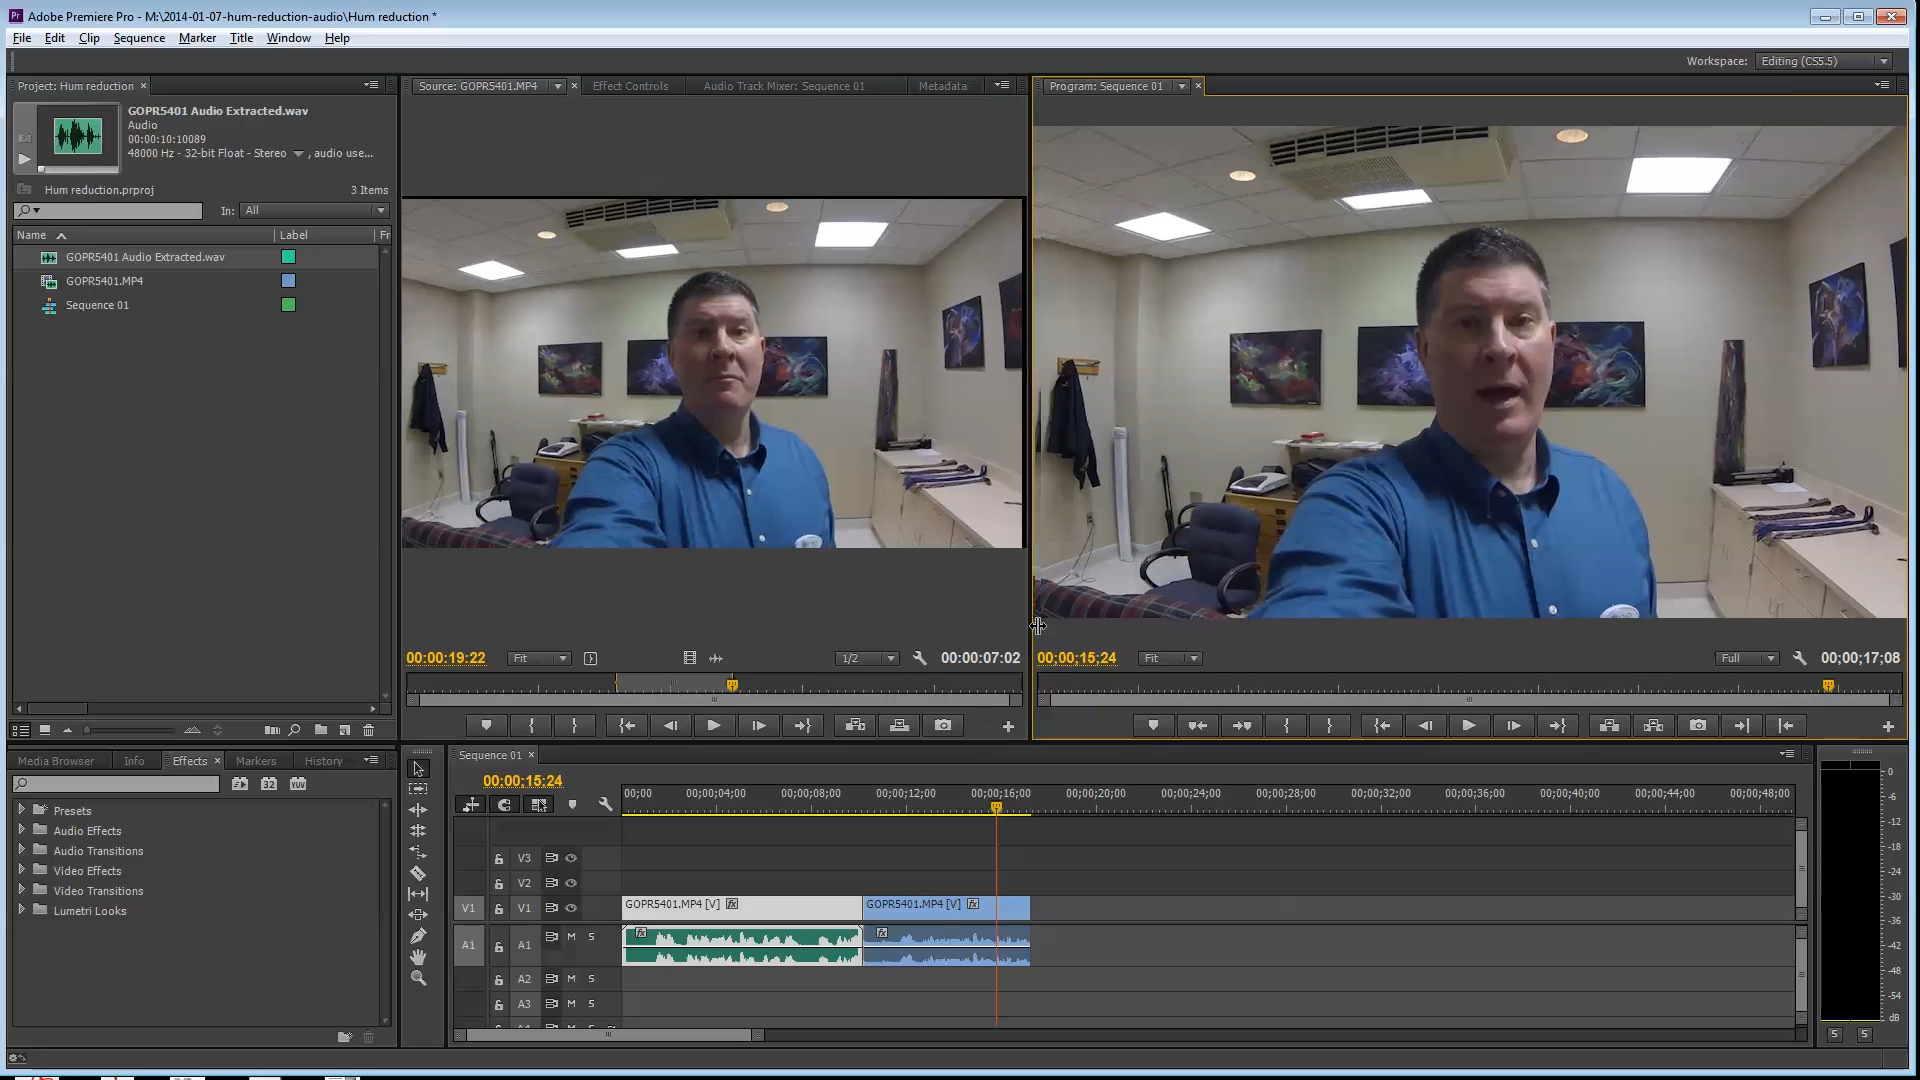 Adobe Premiere Pro - M:\2014-01-07-hum-reduction-audio\Hum reduction *
File Edit Clip Sequence Marker Title Window Help
Workspace: Editing (CS5.5)
Project: Hum reduction
Source: GOPR5401.MP4
Effect Controls
Audio Track Mixer: Sequence 01
Metadata
Program: Sequence 01
GOPR5401 Audio Extracted.wav
Audio
00:00:10:10089
48000 Hz - 32-bit Float - Stereo , audio use...
Hum reduction.prproj
3 Items
In: All
Name Label Fr
GOPR5401 Audio Extracted.wav
GOPR5401.MP4
Sequence 01
00:00:19:22 Fit 1/2 00:00:07:02
00;00;15;24 Fit Full 00;00;17;08
Media Browser Info Effects Markers History
32 YUV
Presets
Audio Effects
Audio Transitions
Video Effects
Video Transitions
Lumetri Looks
Sequence 01
00;00;15;24
00;00 00;00;04;00 00;00;08;00 00;00;12;00 00;00;16;00 00;00;20;00 00;00;24;00 00;00;28;00 00;00;32;00 00;00;36;00 00;00;40;00 00;00;44;00 00;00;48;00
V3
V2
V1 V1 GOPR5401.MP4 [V] fx GOPR5401.MP4 [V] fx
A1 A1 M S fx fx
A2 M S
A3 M S
0
-6
-12
-18
-24
-30
-36
-42
-48
-54
dB
S S